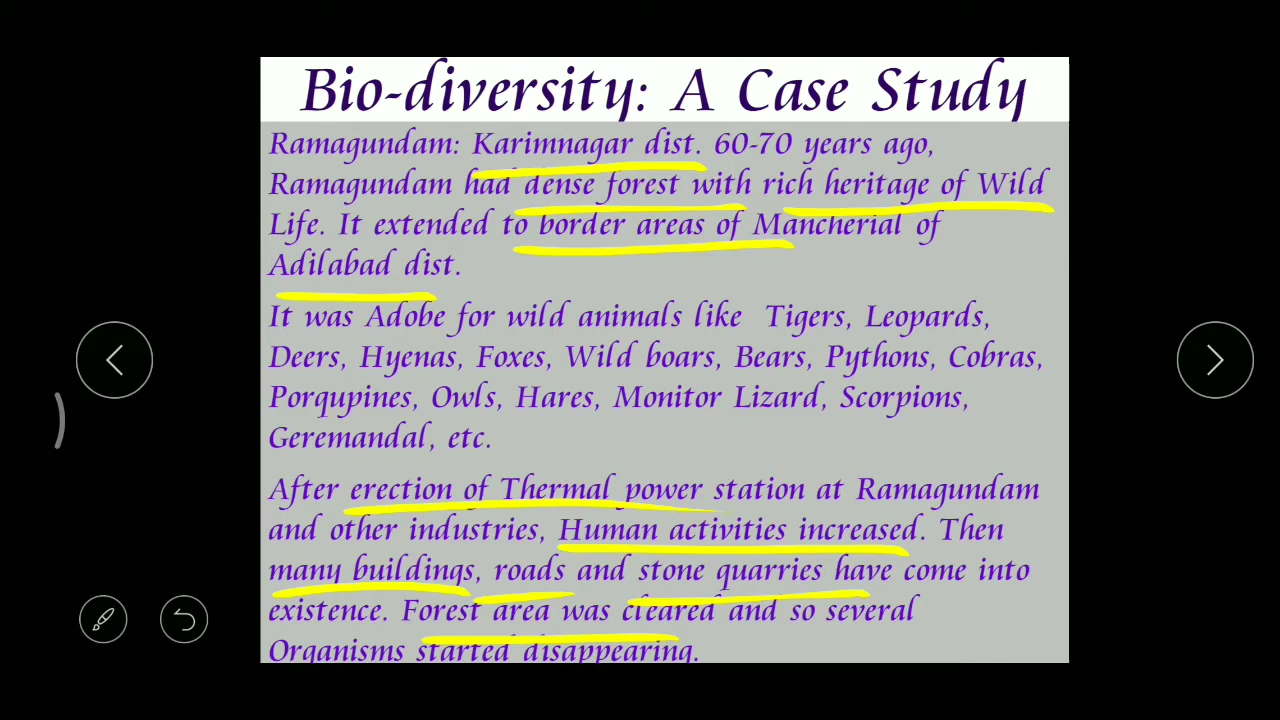 Bio-diversity: A Case Study
Ramagundam: Karimnagar dist. 60-70 years ago,
Ramagundam had dense forest with rich heritage of Wild
Life. It extended to border areas of Mancherial of
Adilabad dist.
It was Adobe for wild animals like Tigers, Leopards,
Deers, Hyenas, Foxes, Wild boars, Bears, Pythons, Cobras,
Porqupines, Owls, Hares, Monitor Lizard, Scorpions,
Geremandal, etc.
After erection of Thermal power station at Ramagundam
and other industries, Human activities increased. Then
many buildings, roads and stone quarries have come into
existence. Forest area was cleared and so several
Organisms started disappearing.